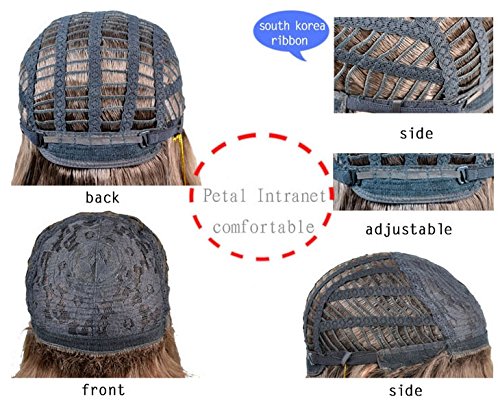 south korea
ribbon
side
back
Petal Intranet
comfortable
adjustable
front
side